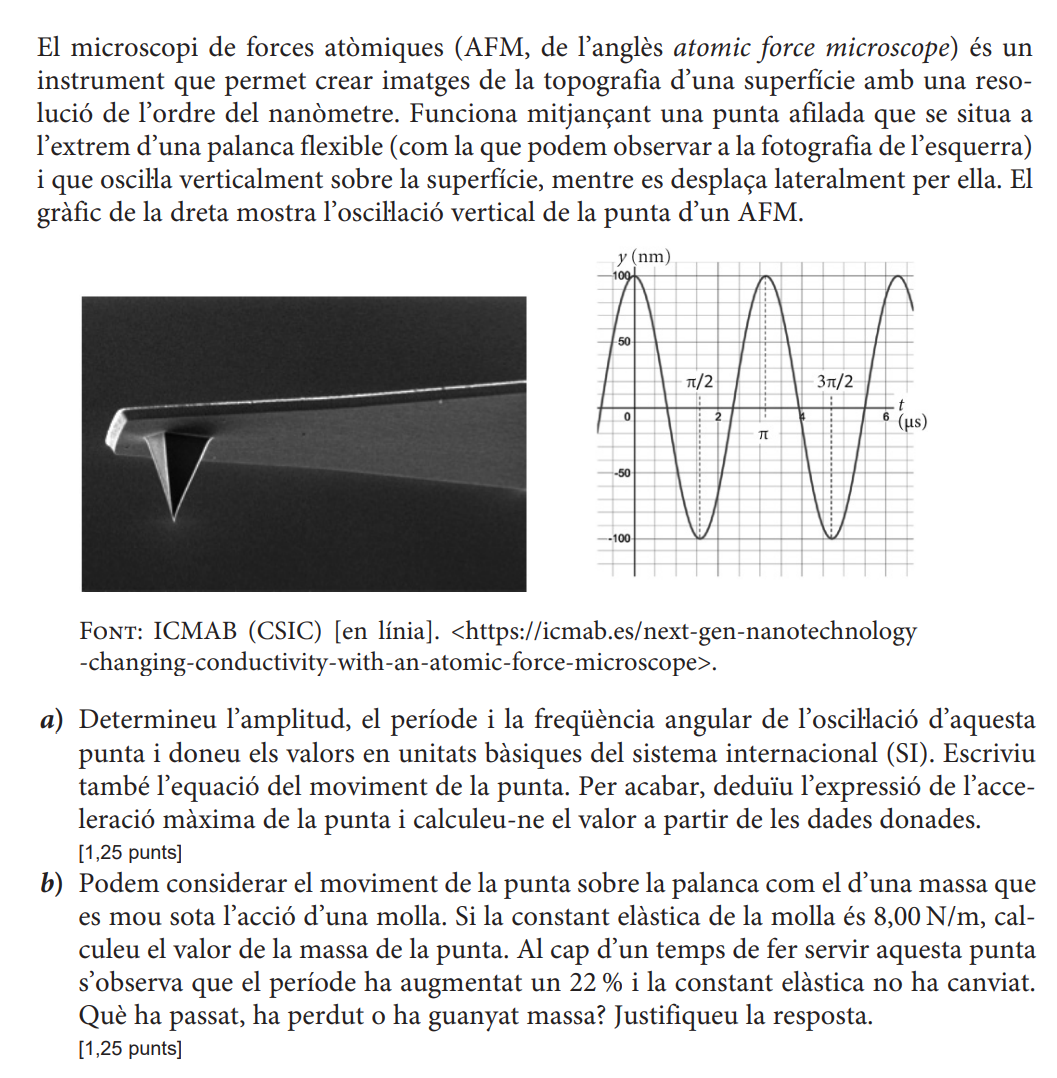 El microscopi de forces atòmiques (AFM, de l’anglès atomic force microscope) és un
instrument que permet crear imatges de la topografia d’una superfície amb una reso-
lució de l’ordre del nanòmetre. Funciona mitjançant una punta afilada que se situa a
l’extrem d’una palanca flexible (com la que podem observar a la fotografia de l’esquerra)
i que oscil·la verticalment sobre la superfície, mentre es desplaça lateralment per ella. El
gràfic de la dreta mostra l’oscil·lació vertical de la punta d’un AFM.
y (nm)
100
50
π/2
3π/2
0
2
4
6
t
(μs)
π
-50
-100
Font: ICMAB (CSIC) [en línia]. <https://icmab.es/next-gen-nanotechnology
-changing-conductivity-with-an-atomic-force-microscope>.
a) Determineu l’amplitud, el període i la freqüència angular de l’oscil·lació d’aquesta
punta i doneu els valors en unitats bàsiques del sistema internacional (SI). Escriviu
també l’equació del moviment de la punta. Per acabar, deduïu l’expressió de l’acce-
leració màxima de la punta i calculeu-ne el valor a partir de les dades donades.
[1,25 punts]
b) Podem considerar el moviment de la punta sobre la palanca com el d’una massa que
es mou sota l’acció d’una molla. Si la constant elàstica de la molla és 8,00 N/m, cal-
culeu el valor de la massa de la punta. Al cap d’un temps de fer servir aquesta punta
s’observa que el període ha augmentat un 22 % i la constant elàstica no ha canviat.
Què ha passat, ha perdut o ha guanyat massa? Justifiqueu la resposta.
[1,25 punts]